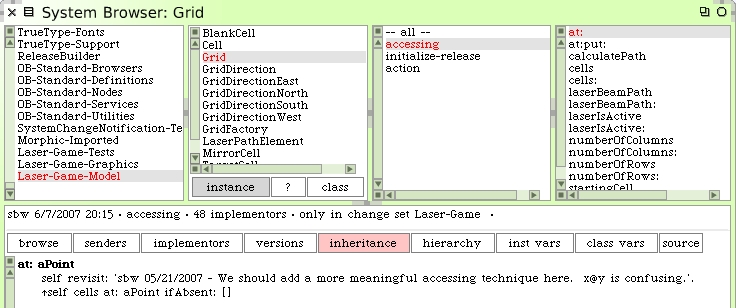 System Browser: Grid
TrueType-Fonts
TrueType-Support
ReleaseBuilder
OB-Standard-Browsers
OB-Standard-Definitions
OB-Standard-Nodes
OB-Standard-Services
OB-Standard-Utilities
SystemChangeNotification-Te
Morphic-Imported
Laser-Game-Tests
Laser-Game-Graphics
Laser-Game-Model
BlankCell
Cell
Grid
GridDirection
GridDirectionEast
GridDirectionNorth
GridDirectionSouth
GridDirectionWest
GridFactory
LaserPathElement
MirrorCell
TargetCell
instance ? class
-- all --
accessing
initialize-release
action
at:
at:put:
calculatePath
cells
cells:
laserBeamPath
laserBeamPath:
laserIsActive
laserIsActive:
numberOfColumns
numberOfColumns:
numberOfRows
numberOfRows:
startingCell
sbw 6/7/2007 20:15 · accessing · 48 implementors · only in change set Laser-Game ·
browse senders implementors versions inheritance hierarchy inst vars class vars source
at: aPoint
self revisit: 'sbw 05/21/2007 - We should add a more meaningful accessing technique here. x@y is confusing.'.
↑self cells at: aPoint ifAbsent: []